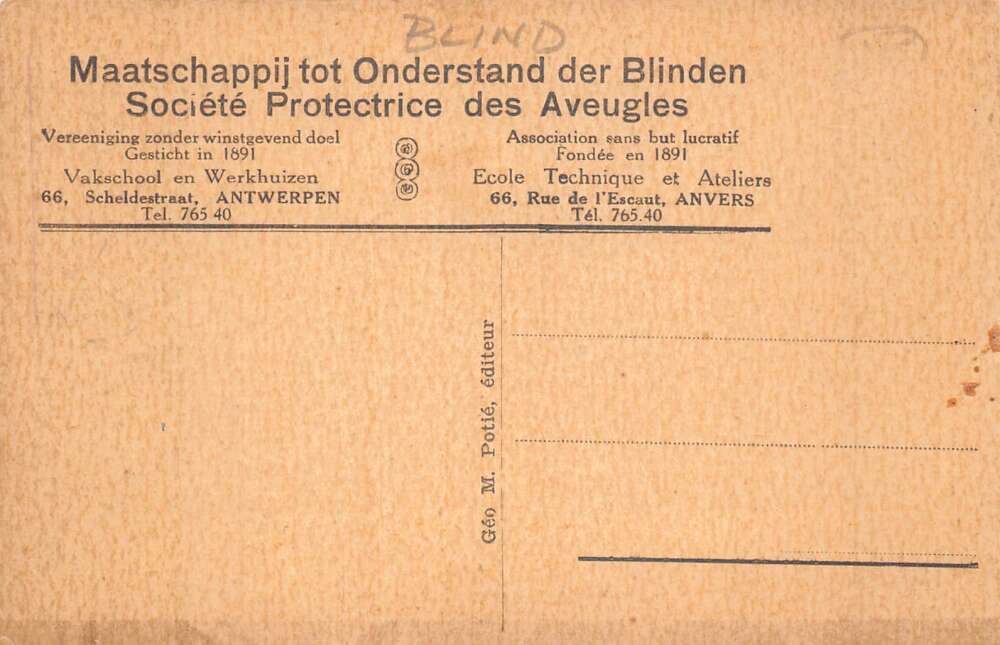 BLIND
Maatschappij tot Onderstand der Blinden
Société Protectrice des Aveugles
Vereeniging zonder winstgevend doel
Gesticht in 1891
Vakschool en Werkhuizen
66, Scheldestraat, ANTWERPEN
Tel. 765 40
Association sans but lucratif
Fondée en 1891
Ecole Technique et Ateliers
66, Rue de l'Escaut, ANVERS
Tél. 765.40
Géo M. Potié, éditeur